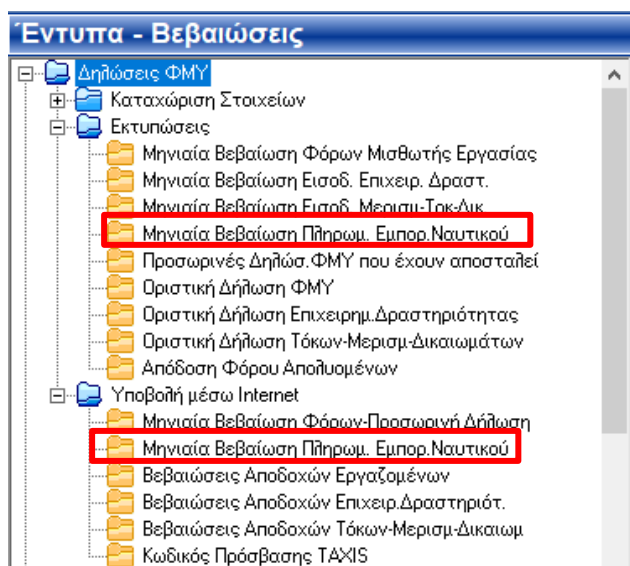 Έντυπα - Βεβαιώσεις
Δηλώσεις ΦΜΥ
Καταχώριση Στοιχείων
Εκτυπώσεις
Μηνιαία Βεβαίωση Φόρων Μισθωτής Εργασίας
Μηνιαία Βεβαίωση Εισοδ. Επιχειρ. Δραστ.
Μηνιαία Βεβαίωση Εισοδ. Μερισμ-Τοκ-Δικ
Μηνιαία Βεβαίωση Πληρωμ. Εμπορ.Ναυτικού
Προσωρινές Δηλώσ.ΦΜΥ που έχουν αποσταλεί
Οριστική Δήλωση ΦΜΥ
Οριστική Δήλωση Επιχειρημ.Δραστηριότητας
Οριστική Δήλωση Τόκων-Μερισμ-Δικαιωμάτων
Απόδοση Φόρου Απολυομένων
Υποβολή μέσω Internet
Μηνιαία Βεβαίωση Φόρων-Προσωρινή Δήλωση
Μηνιαία Βεβαίωση Πληρωμ. Εμπορ.Ναυτικού
Βεβαιώσεις Αποδοχών Εργαζομένων
Βεβαιώσεις Αποδοχών Επιχειρ.Δραστηριότ.
Βεβαιώσεις Αποδοχών Τόκων-Μερισμ-Δικαιωμ
Κωδικός Πρόσβασης TAXIS